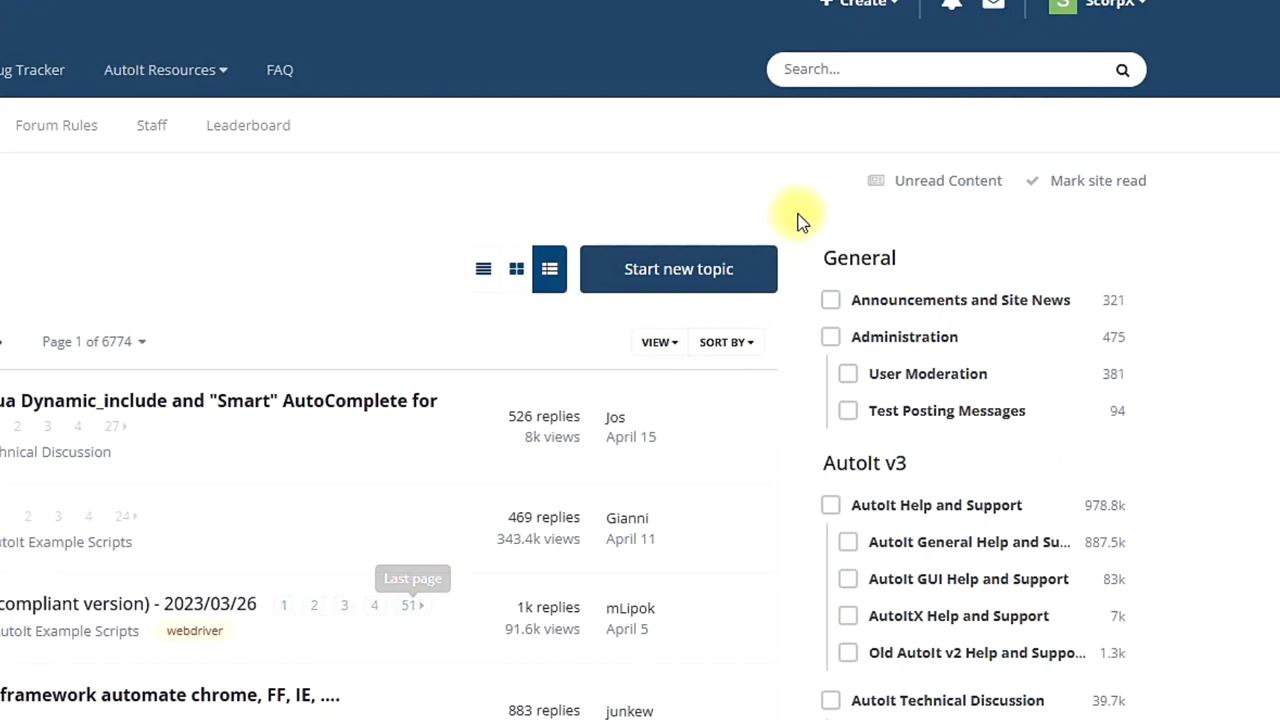 + Create
S ScorpX
ug Tracker AutoIt Resources FAQ
Search...
Forum Rules Staff Leaderboard
Unread Content Mark site read
Start new topic
Page 1 of 6774
VIEW SORT BY
ua Dynamic_include and "Smart" AutoComplete for
2 3 4 27
hnical Discussion
526 replies
8k views
Jos
April 15
2 3 4 24
utoIt Example Scripts
469 replies
343.4k views
Gianni
April 11
Last page
compliant version) - 2023/03/26 1 2 3 4 51
utoIt Example Scripts webdriver
1k replies
91.6k views
mLipok
April 5
framework automate chrome, FF, IE, ....
883 replies
junkew
General
Announcements and Site News 321
Administration 475
User Moderation 381
Test Posting Messages 94
AutoIt v3
AutoIt Help and Support 978.8k
AutoIt General Help and Su... 887.5k
AutoIt GUI Help and Support 83k
AutoItX Help and Support 7k
Old AutoIt v2 Help and Suppo... 1.3k
AutoIt Technical Discussion 39.7k